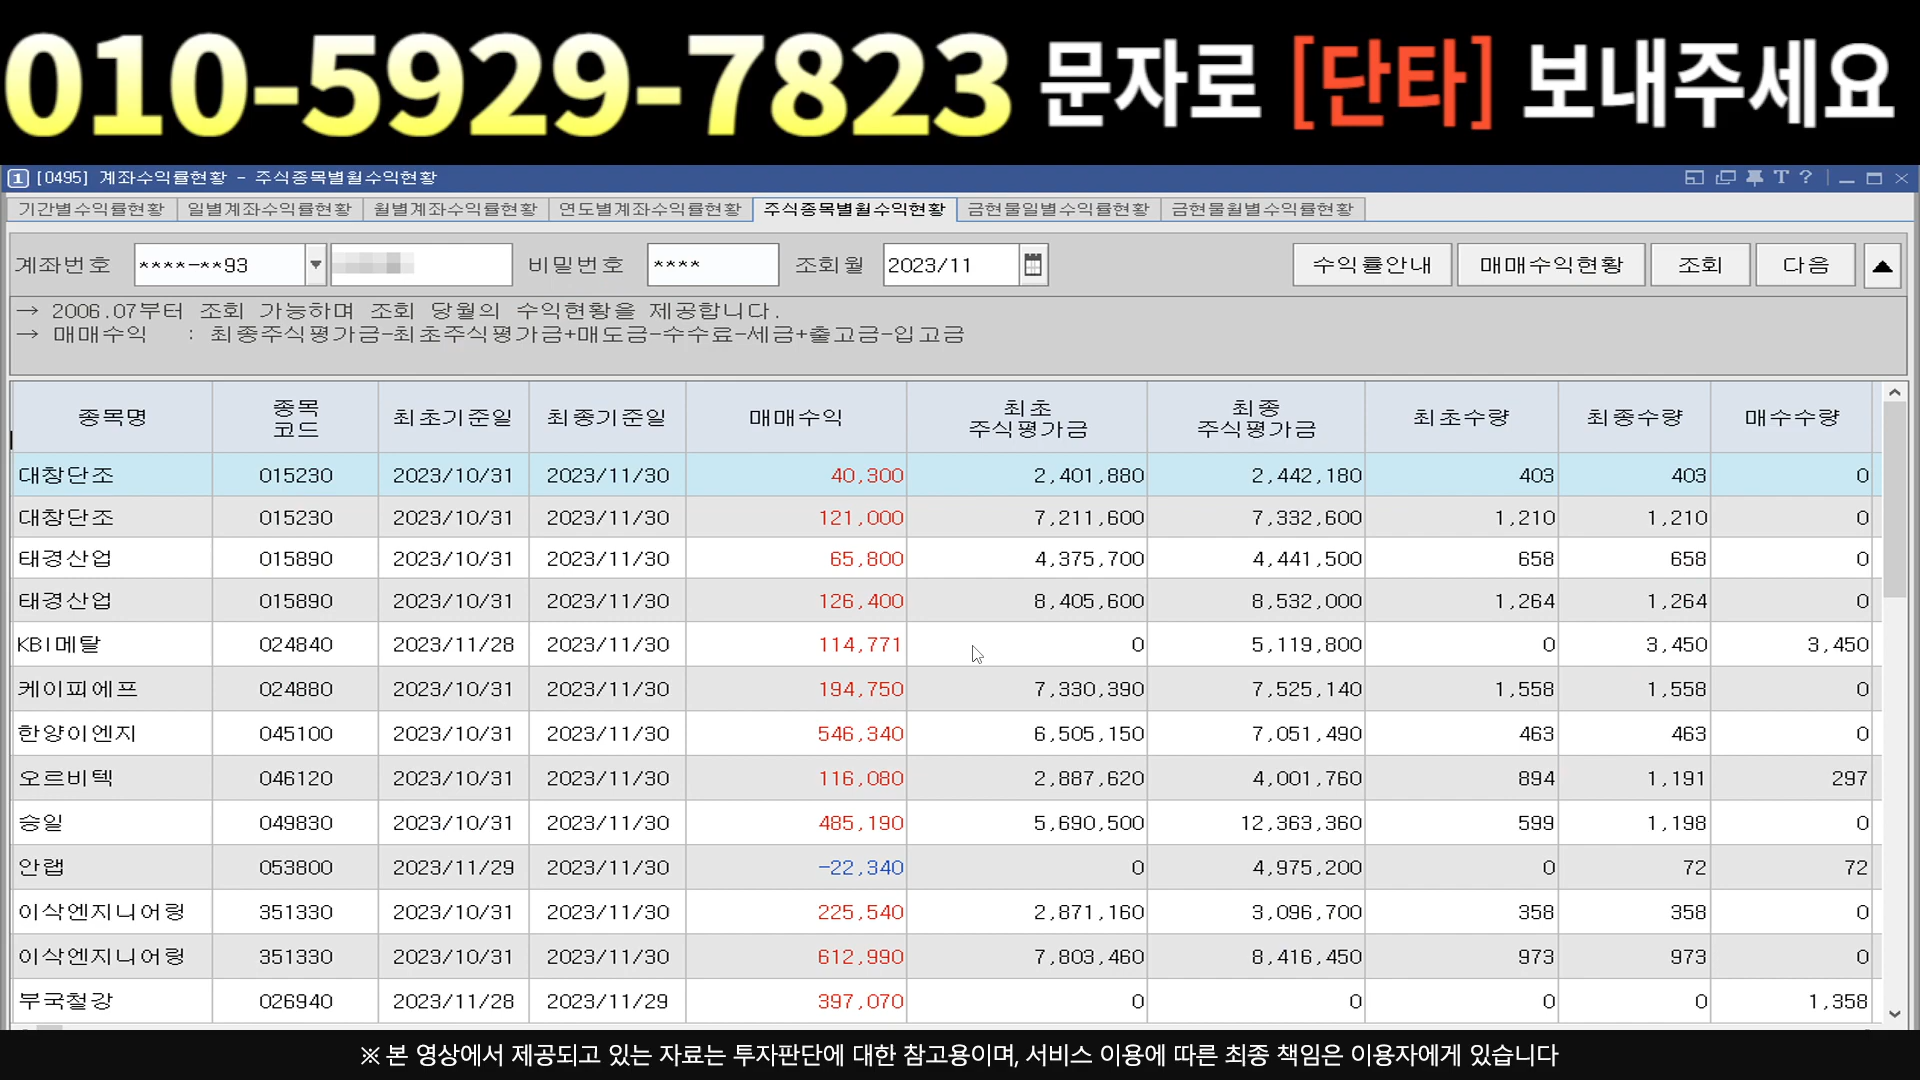 010-5929-7823 문자로 [단타] 보내주세요
1 [0495] 계좌수익률현황 - 주식종목별월수익현황 T ?
기간별수익률현황 일별계좌수익률현황 월별계좌수익률현황 연도별계좌수익률현황 주식종목별월수익현황 금현물일별수익률현황 금현물월별수익률현황
계좌번호 ****-**93 비밀번호 **** 조회월 2023/11 수익률안내 매매수익현황 조회 다음 ▲
→ 2006.07부터 조회 가능하며 조회 당월의 수익현황을 제공합니다.
→ 매매수익 : 최종주식평가금-최초주식평가금+매도금-수수료-세금+출고금-입고금
종목명 종목코드 최초기준일 최종기준일 매매수익 최초주식평가금 최종주식평가금 최초수량 최종수량 매수수량
대창단조 015230 2023/10/31 2023/11/30 40,300 2,401,880 2,442,180 403 403 0
대창단조 015230 2023/10/31 2023/11/30 121,000 7,211,600 7,332,600 1,210 1,210 0
태경산업 015890 2023/10/31 2023/11/30 65,800 4,375,700 4,441,500 658 658 0
태경산업 015890 2023/10/31 2023/11/30 126,400 8,405,600 8,532,000 1,264 1,264 0
KBI메탈 024840 2023/11/28 2023/11/30 114,771 0 5,119,800 0 3,450 3,450
케이피에프 024880 2023/10/31 2023/11/30 194,750 7,330,390 7,525,140 1,558 1,558 0
한양이엔지 045100 2023/10/31 2023/11/30 546,340 6,505,150 7,051,490 463 463 0
오르비텍 046120 2023/10/31 2023/11/30 116,080 2,887,620 4,001,760 894 1,191 297
승일 049830 2023/10/31 2023/11/30 485,190 5,690,500 12,363,360 599 1,198 0
안랩 053800 2023/11/29 2023/11/30 -22,340 0 4,975,200 0 72 72
이삭엔지니어링 351330 2023/10/31 2023/11/30 225,540 2,871,160 3,096,700 358 358 0
이삭엔지니어링 351330 2023/10/31 2023/11/30 612,990 7,803,460 8,416,450 973 973 0
부국철강 026940 2023/11/28 2023/11/29 397,070 0 0 0 0 1,358
※ 본 영상에서 제공되고 있는 자료는 투자판단에 대한 참고용이며, 서비스 이용에 따른 최종 책임은 이용자에게 있습니다